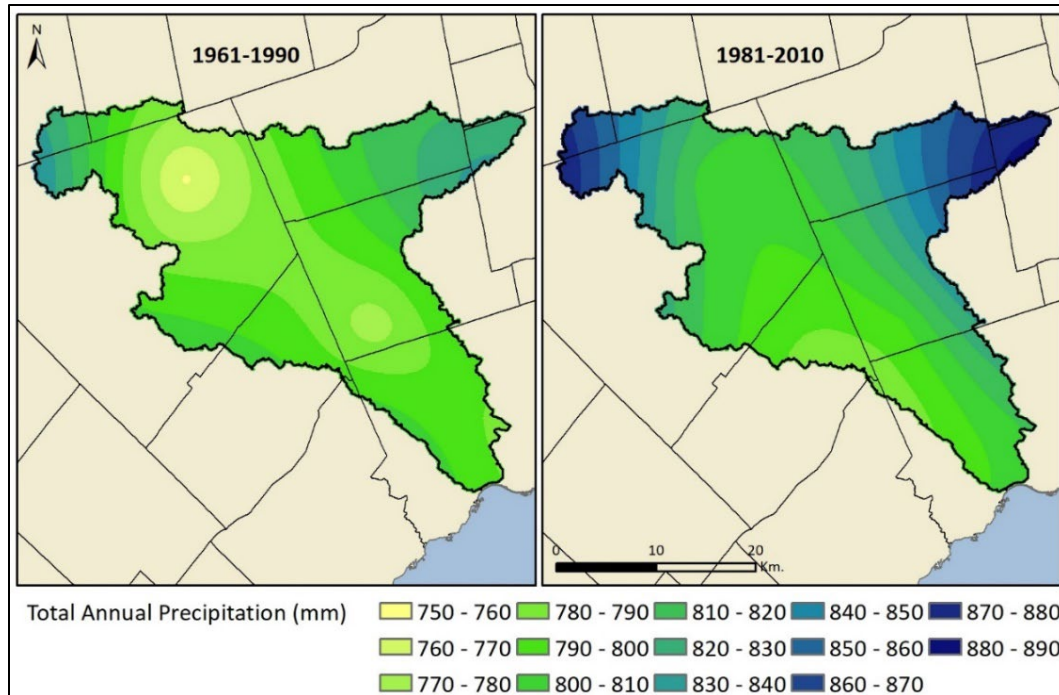 N
1961-1990
1981-2010
0 10 20
Km.
Total Annual Precipitation (mm)
750 - 760 780 - 790 810 - 820 840 - 850 870 - 880
760 - 770 790 - 800 820 - 830 850 - 860 880 - 890
770 - 780 800 - 810 830 - 840 860 - 870